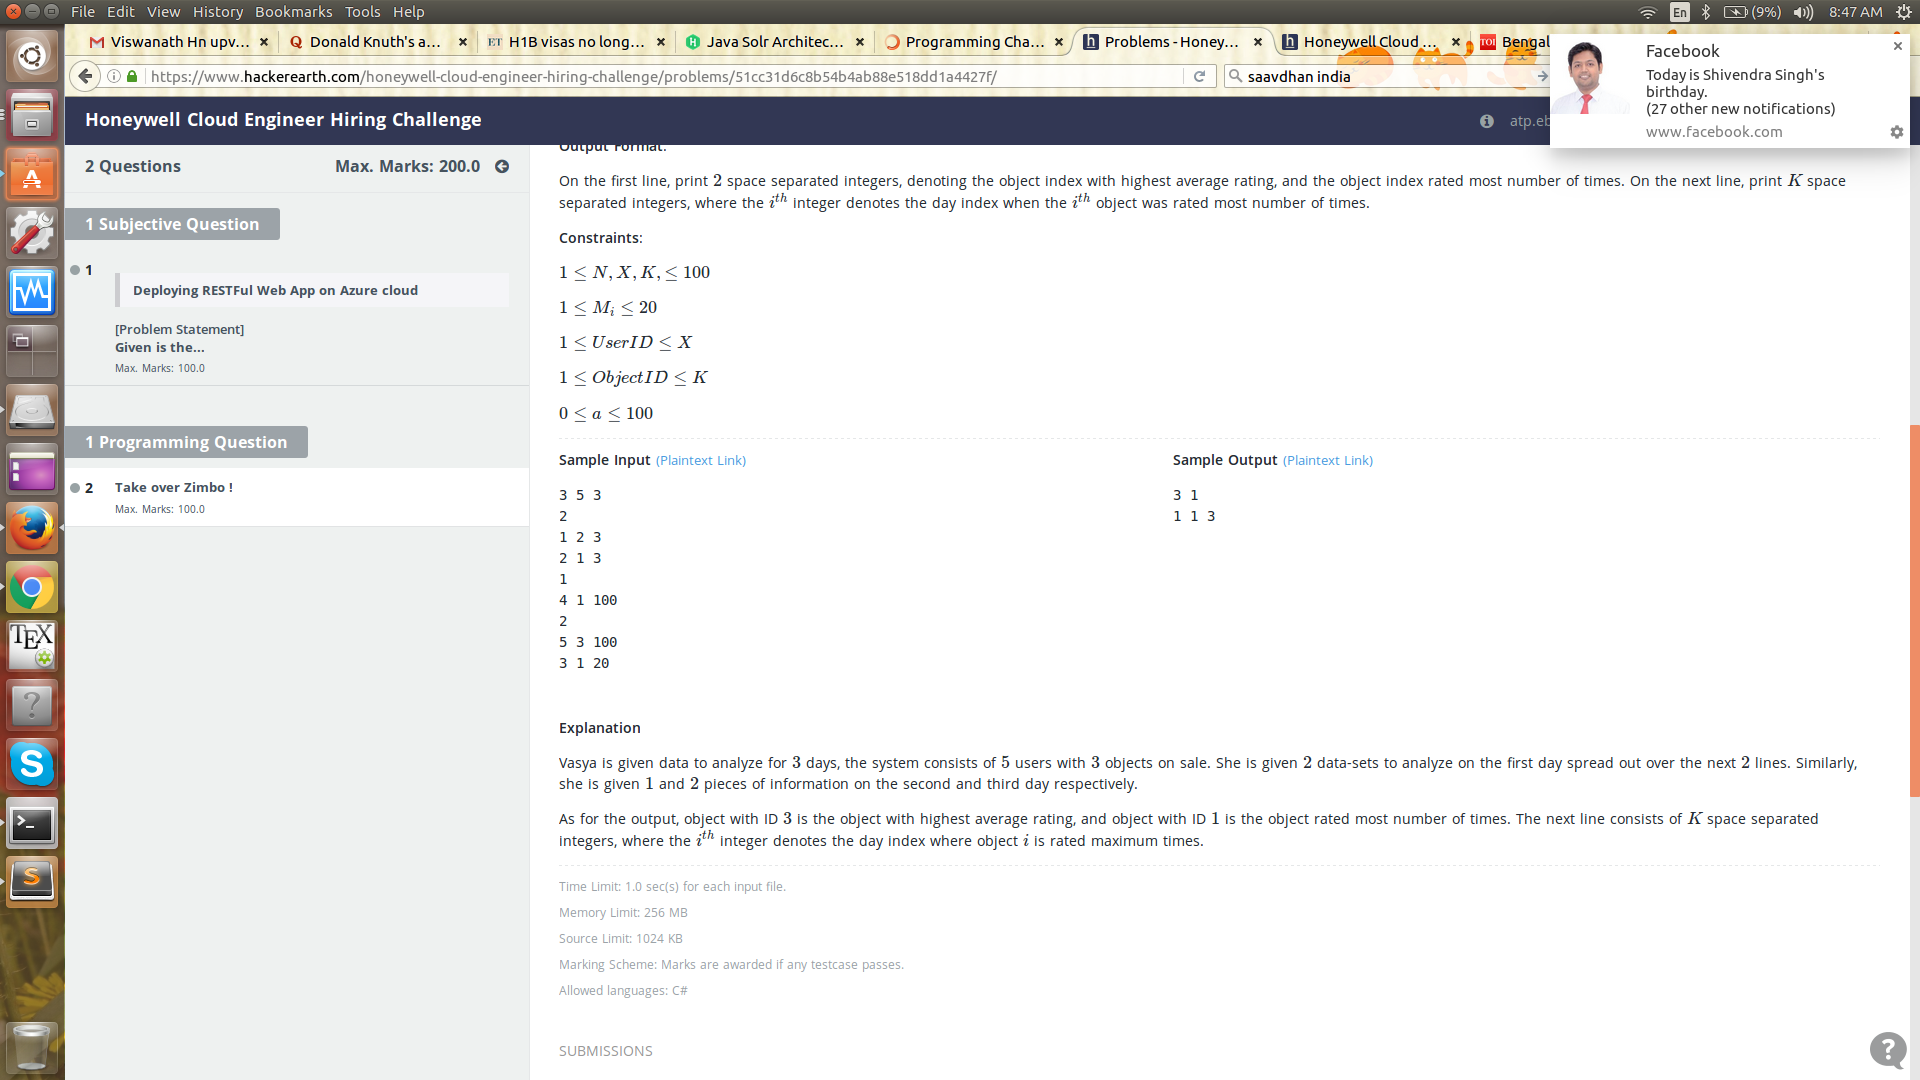 File Edit View History Bookmarks Tools Help
En (9%) 8:47 AM
Viswanath Hn upv... × Donald Knuth's a... × ET H1B visas no long... × Java Solr Architec... × Programming Cha... × Problems - Honey... × Honeywell Cloud ... × TOI Bengal
https://www.hackerearth.com/honeywell-cloud-engineer-hiring-challenge/problems/51cc31d6c8b54b4ab88e518dd1a4427f/
saavdhan india
Facebook
Today is Shivendra Singh's
birthday.
(27 other new notifications)
www.facebook.com
Honeywell Cloud Engineer Hiring Challenge
atp.eb
2 Questions Max. Marks: 200.0
1 Subjective Question
1
Deploying RESTFul Web App on Azure cloud
[Problem Statement]
Given is the...
Max. Marks: 100.0
1 Programming Question
2 Take over Zimbo !
Max. Marks: 100.0
Output Format:
On the first line, print 2 space separated integers, denoting the object index with highest average rating, and the object index rated most number of times. On the next line, print K space
separated integers, where the i^th integer denotes the day index when the i^th object was rated most number of times.
Constraints:
1 ≤ N, X, K, ≤ 100
1 ≤ M_i ≤ 20
1 ≤ UserID ≤ X
1 ≤ ObjectID ≤ K
0 ≤ a ≤ 100
Sample Input (Plaintext Link)
3 5 3
2
1 2 3
2 1 3
1
4 1 100
2
5 3 100
3 1 20
Sample Output (Plaintext Link)
3 1
1 1 3
Explanation
Vasya is given data to analyze for 3 days, the system consists of 5 users with 3 objects on sale. She is given 2 data-sets to analyze on the first day spread out over the next 2 lines. Similarly,
she is given 1 and 2 pieces of information on the second and third day respectively.
As for the output, object with ID 3 is the object with highest average rating, and object with ID 1 is the object rated most number of times. The next line consists of K space separated
integers, where the i^th integer denotes the day index where object i is rated maximum times.
Time Limit: 1.0 sec(s) for each input file.
Memory Limit: 256 MB
Source Limit: 1024 KB
Marking Scheme: Marks are awarded if any testcase passes.
Allowed languages: C#
SUBMISSIONS
TEX